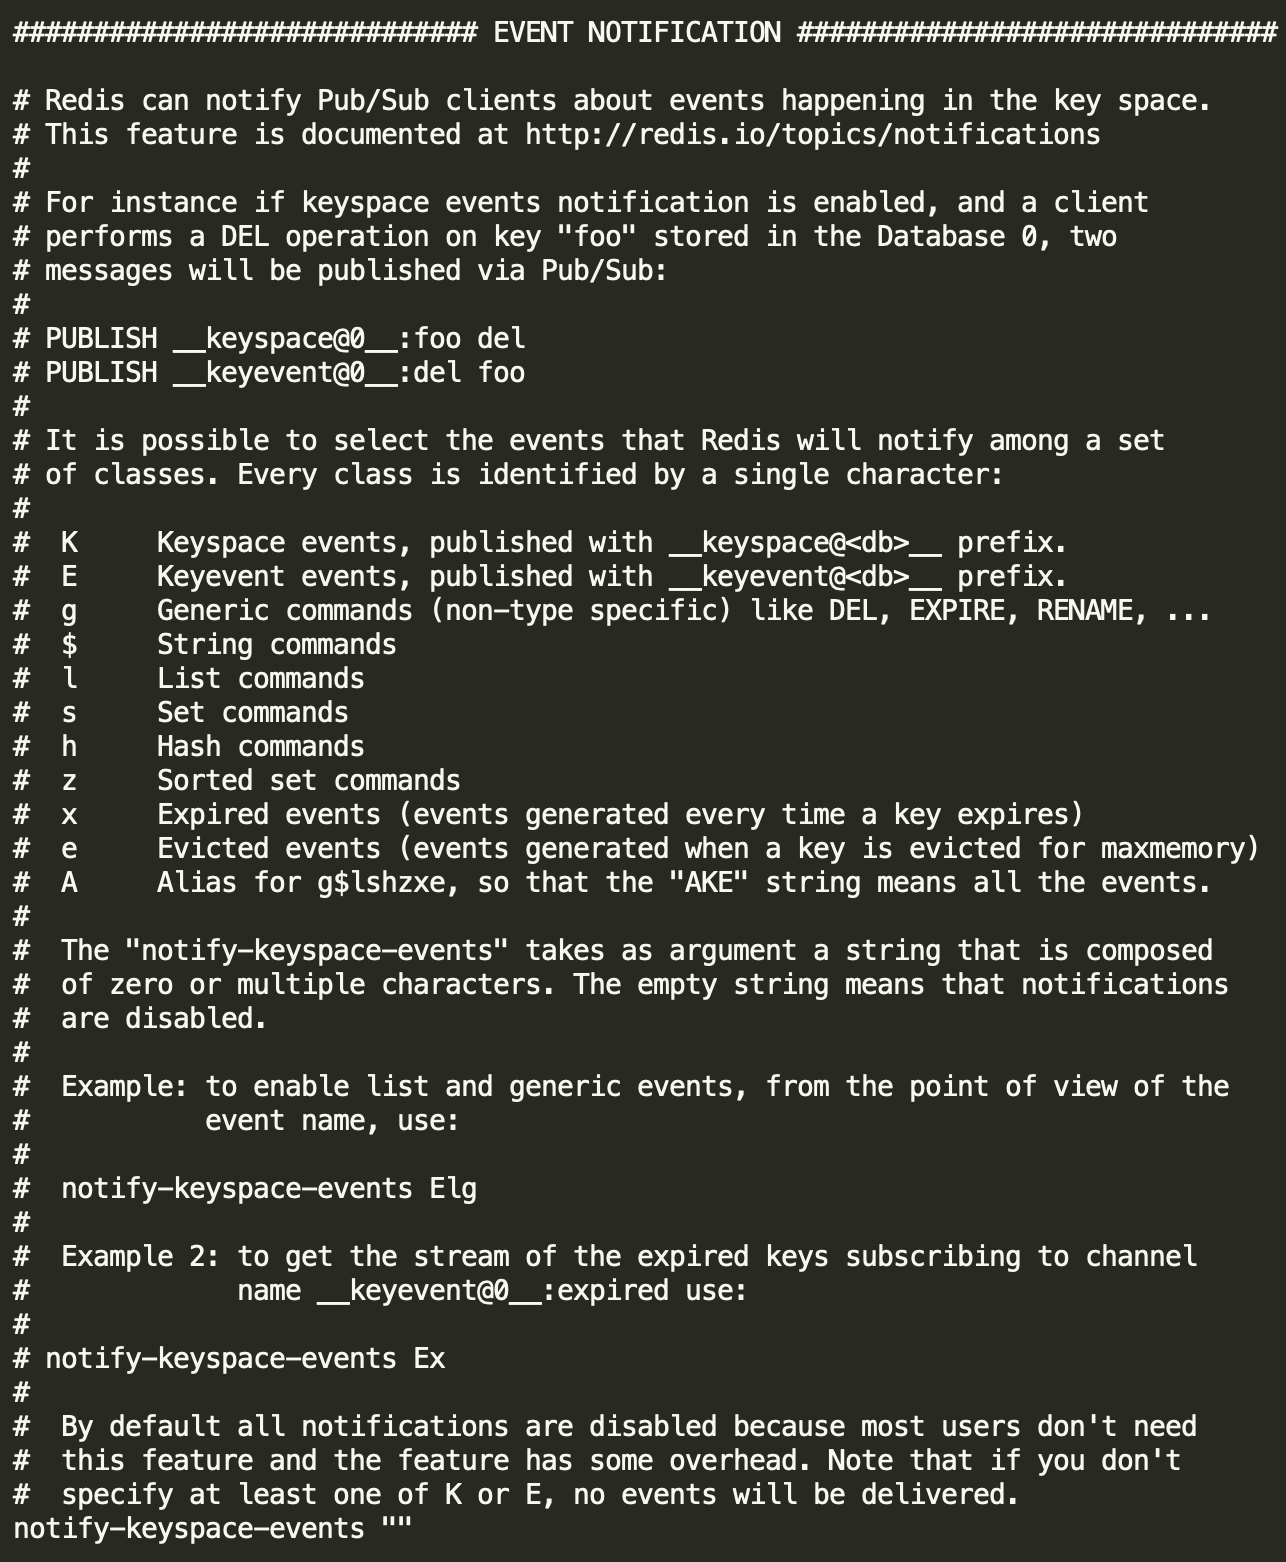 ############################# EVENT NOTIFICATION ##############################

# Redis can notify Pub/Sub clients about events happening in the key space.
# This feature is documented at http://redis.io/topics/notifications
#
# For instance if keyspace events notification is enabled, and a client
# performs a DEL operation on key "foo" stored in the Database 0, two
# messages will be published via Pub/Sub:
#
# PUBLISH __keyspace@0__:foo del
# PUBLISH __keyevent@0__:del foo
#
# It is possible to select the events that Redis will notify among a set
# of classes. Every class is identified by a single character:
#
#  K     Keyspace events, published with __keyspace@<db>__ prefix.
#  E     Keyevent events, published with __keyevent@<db>__ prefix.
#  g     Generic commands (non-type specific) like DEL, EXPIRE, RENAME, ...
#  $     String commands
#  l     List commands
#  s     Set commands
#  h     Hash commands
#  z     Sorted set commands
#  x     Expired events (events generated every time a key expires)
#  e     Evicted events (events generated when a key is evicted for maxmemory)
#  A     Alias for g$lshzxe, so that the "AKE" string means all the events.
#
#  The "notify-keyspace-events" takes as argument a string that is composed
#  of zero or multiple characters. The empty string means that notifications
#  are disabled.
#
#  Example: to enable list and generic events, from the point of view of the
#           event name, use:
#
#  notify-keyspace-events Elg
#
#  Example 2: to get the stream of the expired keys subscribing to channel
#             name __keyevent@0__:expired use:
#
# notify-keyspace-events Ex
#
#  By default all notifications are disabled because most users don't need
#  this feature and the feature has some overhead. Note that if you don't
#  specify at least one of K or E, no events will be delivered.
notify-keyspace-events ""